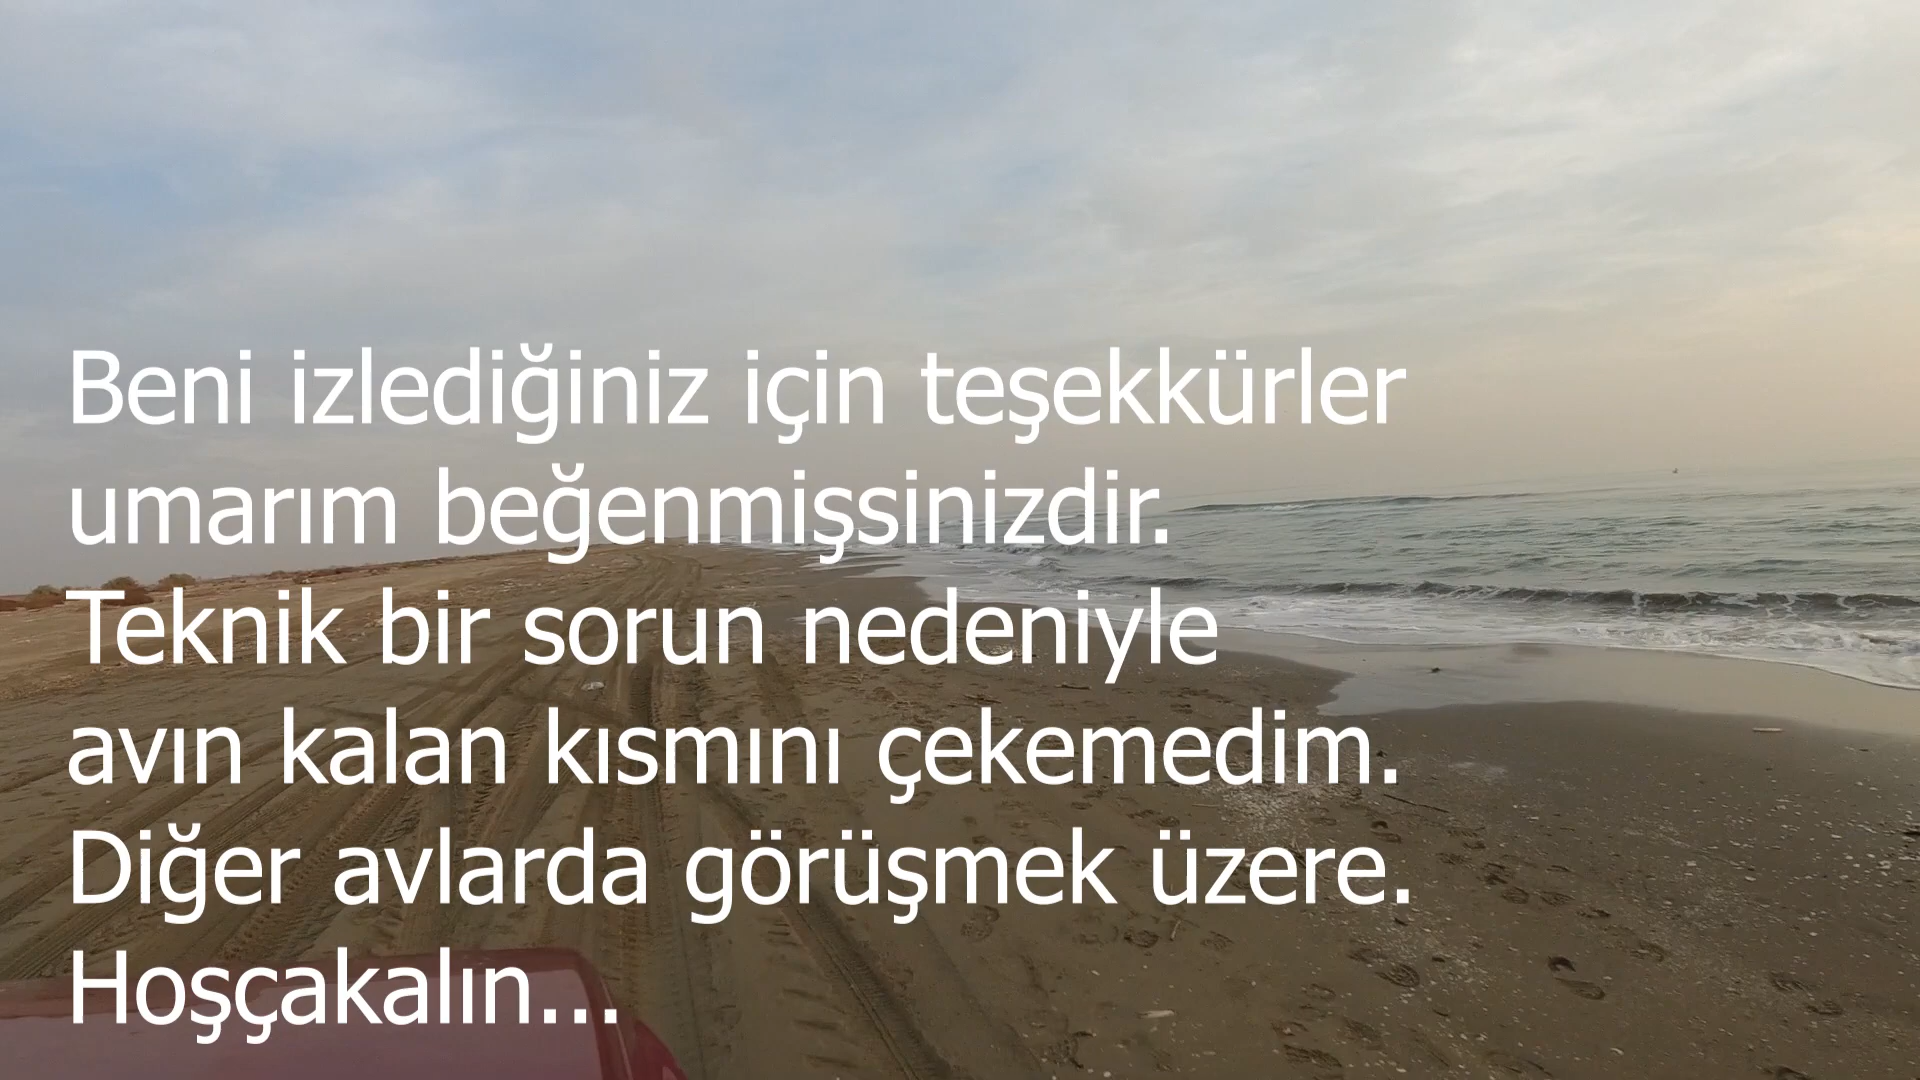 Beni izlediğiniz için teşekkürler
umarım beğenmişsinizdir.
Teknik bir sorun nedeniyle
avın kalan kısmını çekemedim.
Diğer avlarda görüşmek üzere.
Hoşçakalın...